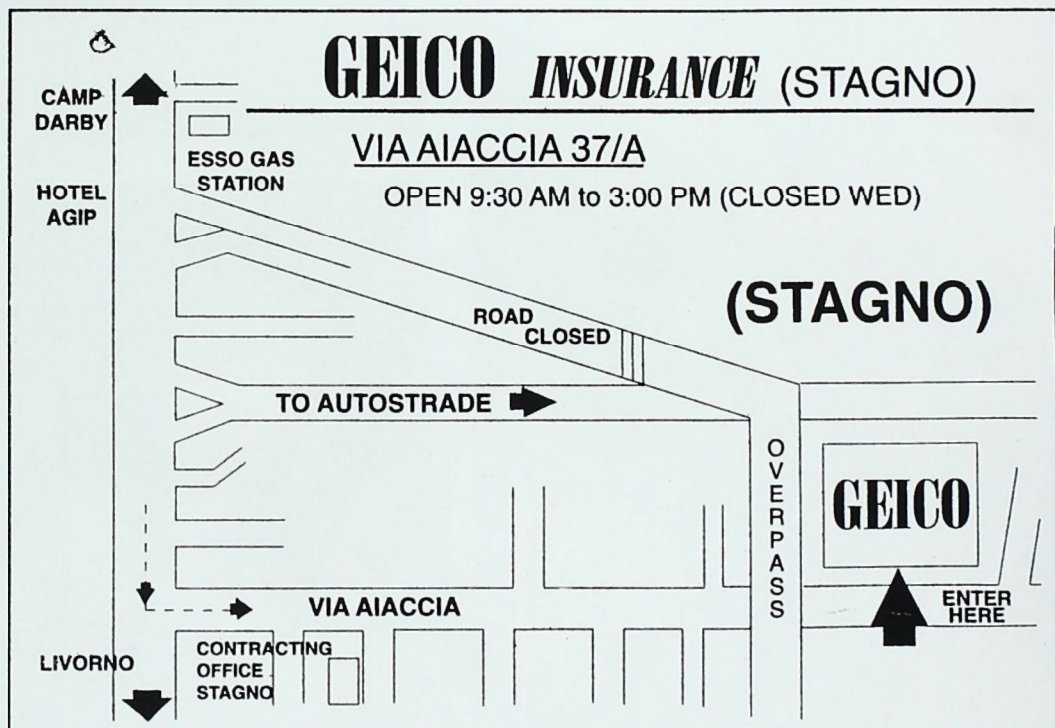 GEICO INSURANCE (STAGNO)
CAMP
DARBY
VIA AIACCIA 37/A
ESSO GAS
STATION
HOTEL
AGIP
OPEN 9:30 AM to 3:00 PM (CLOSED WED)
(STAGNO)
ROAD
CLOSED
TO AUTOSTRADE
OVERPASS
GEICO
VIA AIACCIA
ENTER
HERE
LIVORNO
CONTRACTING
OFFICE
STAGNO